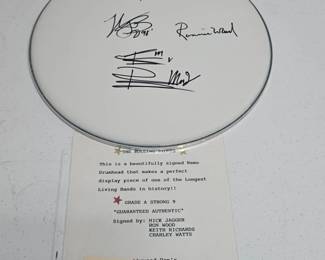 Ronnie Wood
THE ROLLING STONES
This is a beautifully signed Remo
Drumhead that makes a perfect
display piece of one of the Longest
Living Bands in history!!
GRADE A STRONG 9
"GUARANTEED AUTHENTIC"
Signed by: MICK JAGGER
RON WOOD
KEITH RICHARDS
CHARLEY WATTS